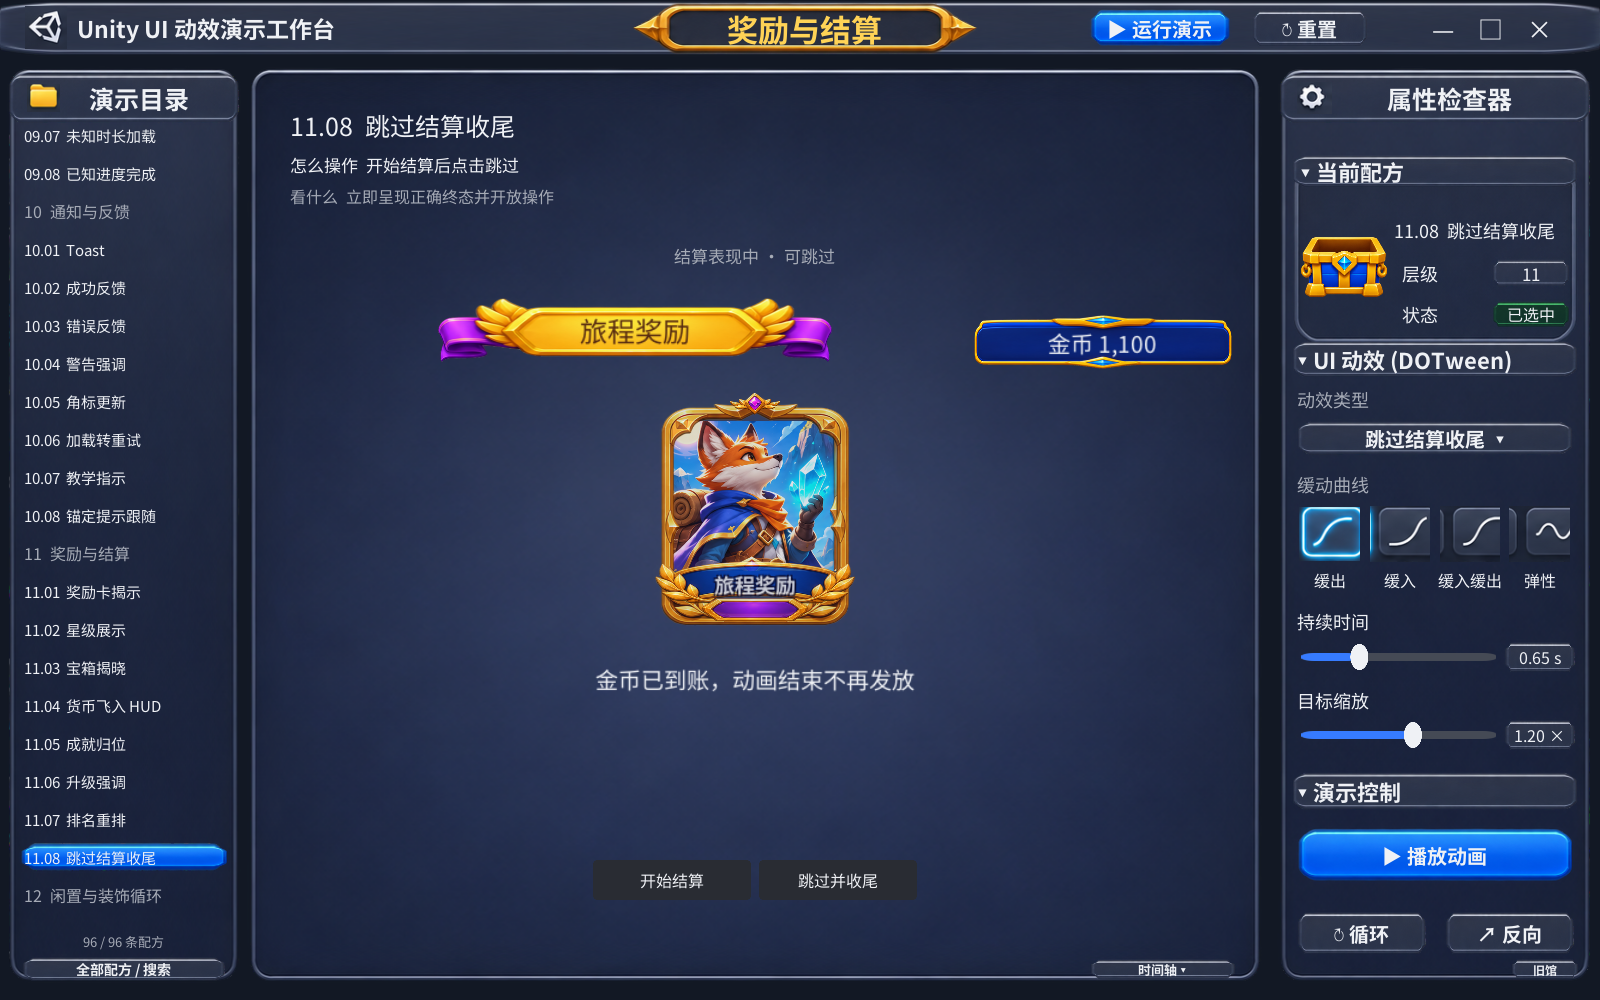 Unity UI 动效演示工作台
奖励与结算
▶ 运行演示
重置
演示目录
09.07 未知时长加载
09.08 已知进度完成
10 通知与反馈
10.01 Toast
10.02 成功反馈
10.03 错误反馈
10.04 警告强调
10.05 角标更新
10.06 加载转重试
10.07 教学指示
10.08 锚定提示跟随
11 奖励与结算
11.01 奖励卡揭示
11.02 星级展示
11.03 宝箱揭晓
11.04 货币飞入 HUD
11.05 成就归位
11.06 升级强调
11.07 排名重排
11.08 跳过结算收尾
12 闲置与装饰循环
96 / 96 条配方
全部配方 / 搜索
11.08 跳过结算收尾
怎么操作 开始结算后点击跳过
看什么 立即呈现正确终态并开放操作
结算表现中 • 可跳过
旅程奖励
金币 1,100
旅程奖励
金币已到账，动画结束不再发放
开始结算
跳过并收尾
时间轴 ▾
属性检查器
▾ 当前配方
11.08 跳过结算收尾
层级 11
状态 已选中
▾ UI 动效 (DOTween)
动效类型
跳过结算收尾 ▾
缓动曲线
缓出 缓入 缓入缓出 弹性
持续时间
0.65 s
目标缩放
1.20 ×
▾ 演示控制
▶ 播放动画
循环
↗ 反向
旧馆